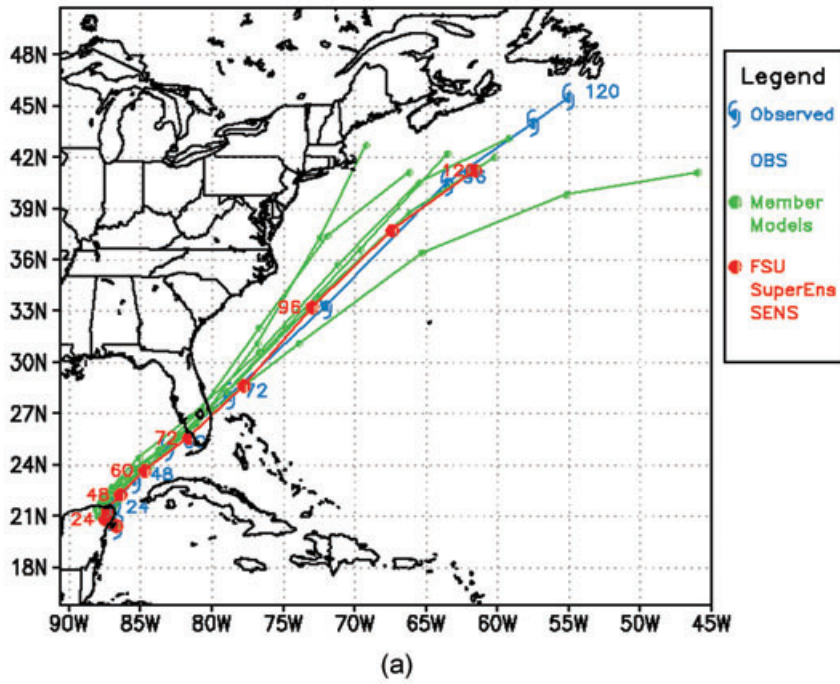 48N
45N
42N
39N
36N
33N
30N
27N
24N
21N
18N
90W 85W 80W 75W 70W 65W 60W 55W 50W 45W
120
96
72
72
60
48
48
24
24
Legend
Observed
OBS
Member
Models
FSU
SuperEns
SENS
(a)